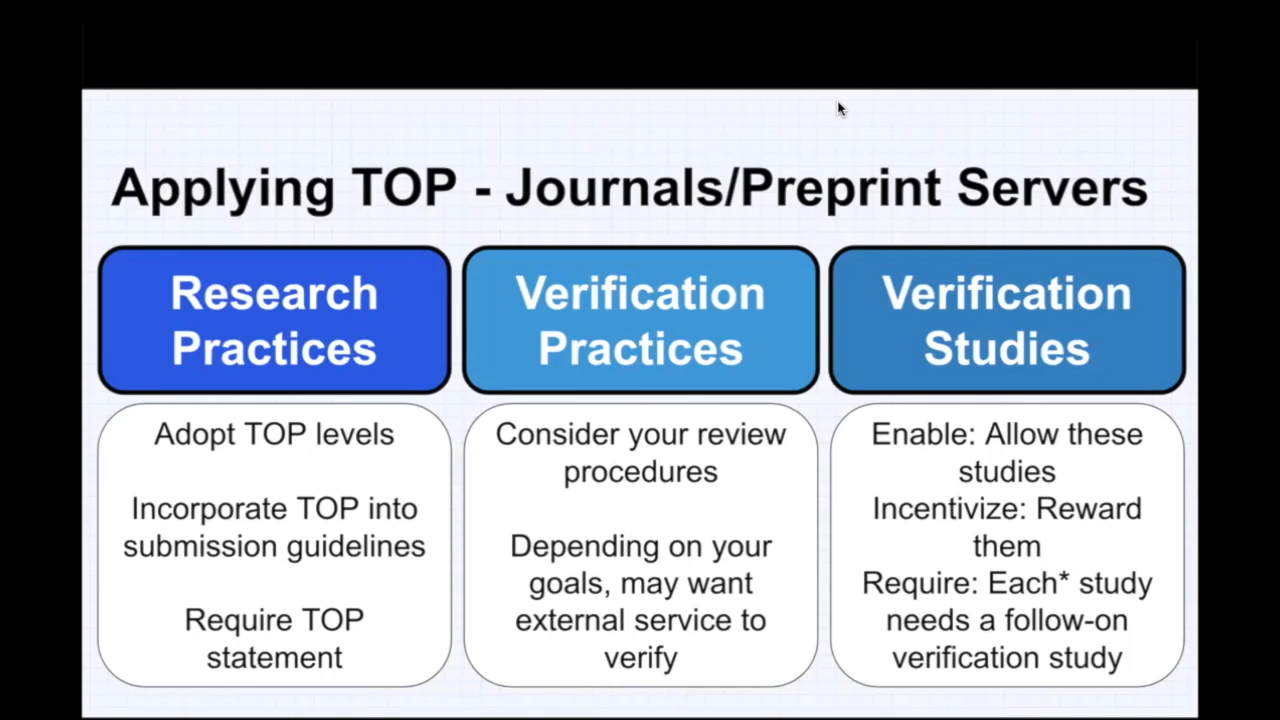 Applying TOP - Journals/Preprint Servers
Research
Practices
Adopt TOP levels
Incorporate TOP into
submission guidelines
Require TOP
statement
Verification
Practices
Consider your review
procedures
Depending on your
goals, may want
external service to
verify
Verification
Studies
Enable: Allow these
studies
Incentivize: Reward
them
Require: Each* study
needs a follow-on
verification study